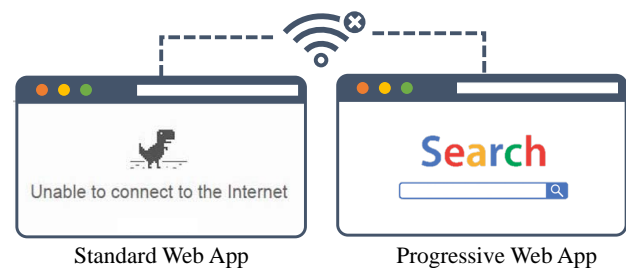 Unable to connect to the Internet
Search
Standard Web App
Progressive Web App